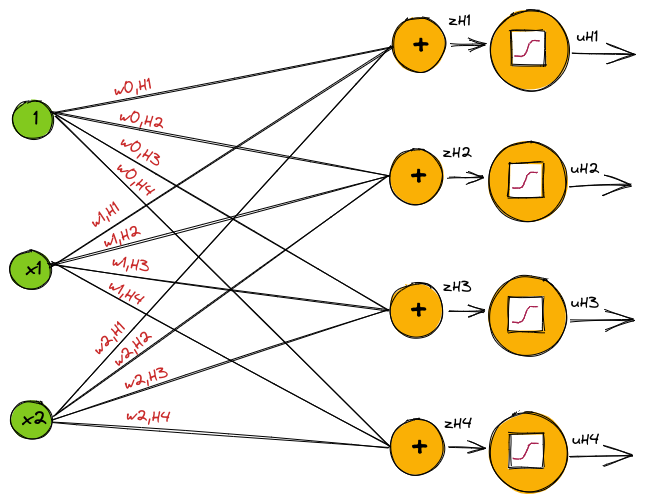 zH1
uH1
+
w0,H1
1
w0,H2
w0,H3
w0,H4
zH2
uH2
+
w1,H1
w1,H2
x1
w1,H3
w1,H4
zH3
uH3
+
w2,H1
w2,H2
w2,H3
x2
w2,H4
zH4
uH4
+